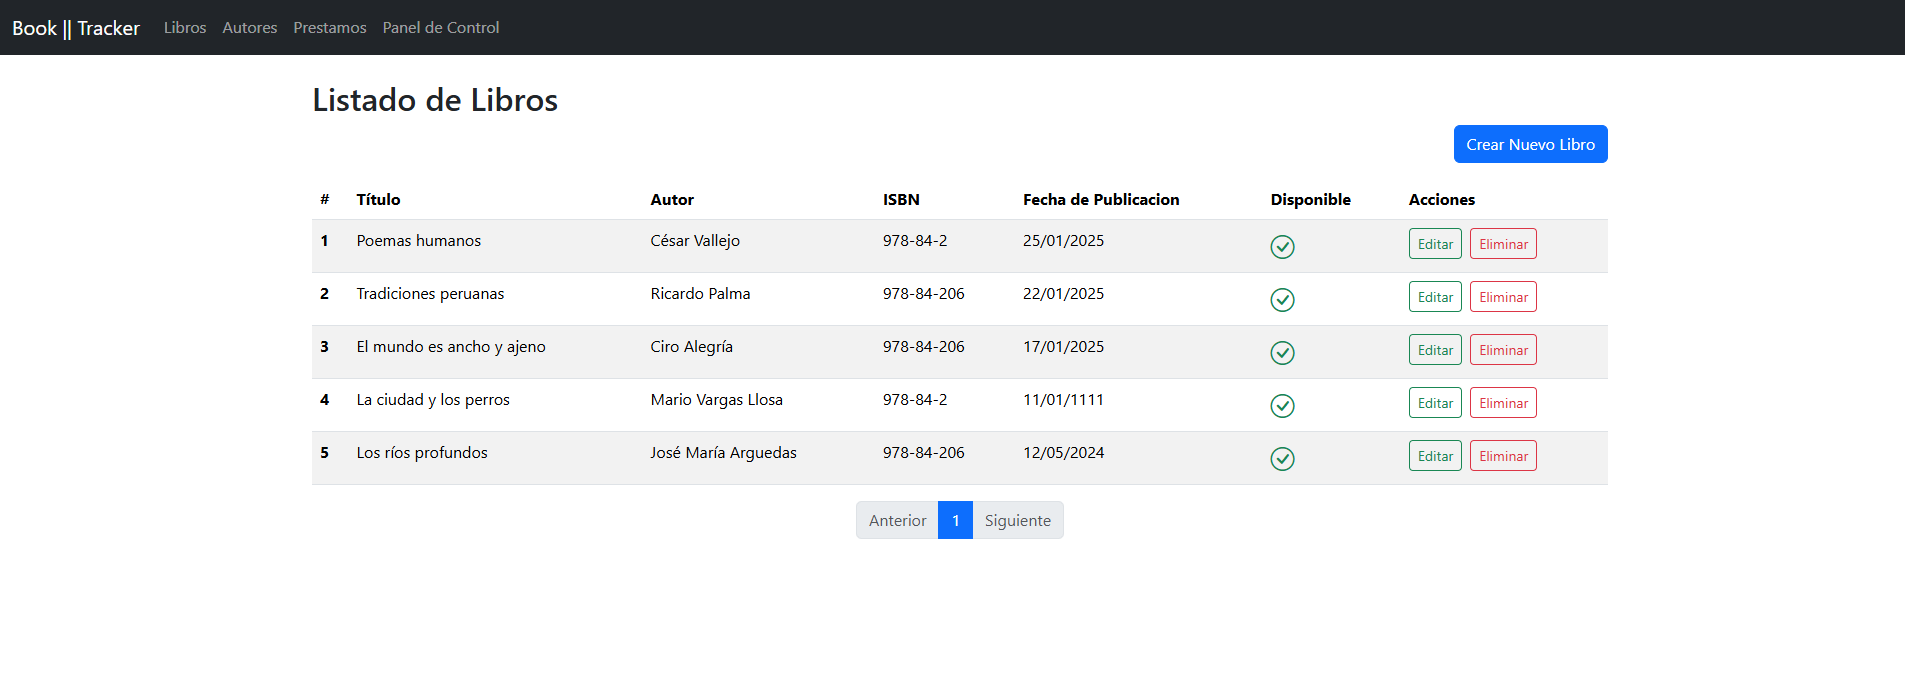 Book || Tracker Libros Autores Prestamos Panel de Control
Listado de Libros
Crear Nuevo Libro
# Título Autor ISBN Fecha de Publicacion Disponible Acciones
1 Poemas humanos César Vallejo 978-84-2 25/01/2025 Editar Eliminar
2 Tradiciones peruanas Ricardo Palma 978-84-206 22/01/2025 Editar Eliminar
3 El mundo es ancho y ajeno Ciro Alegría 978-84-206 17/01/2025 Editar Eliminar
4 La ciudad y los perros Mario Vargas Llosa 978-84-2 11/01/1111 Editar Eliminar
5 Los ríos profundos José María Arguedas 978-84-206 12/05/2024 Editar Eliminar
Anterior 1 Siguiente